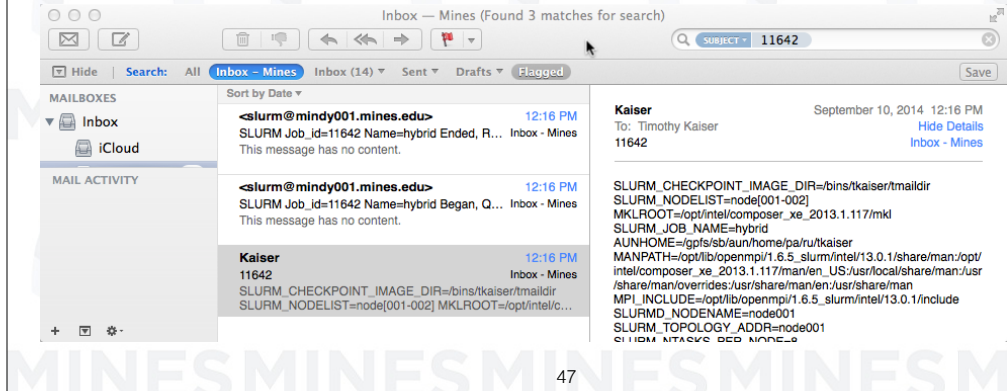 Inbox — Mines (Found 3 matches for search)
SUBJECT 11642
Hide Search: All Inbox – Mines Inbox (14) Sent Drafts Flagged Save
MAILBOXES
Inbox
iCloud
MAIL ACTIVITY
Sort by Date
<slurm@mindy001.mines.edu> 12:16 PM
SLURM Job_id=11642 Name=hybrid Ended, R... Inbox - Mines
This message has no content.
<slurm@mindy001.mines.edu> 12:16 PM
SLURM Job_id=11642 Name=hybrid Began, Q... Inbox - Mines
This message has no content.
Kaiser 12:16 PM
11642 Inbox - Mines
SLURM_CHECKPOINT_IMAGE_DIR=/bins/tkaiser/tmaildir
SLURM_NODELIST=node[001-002] MKLROOT=/opt/intel/c...
Kaiser September 10, 2014 12:16 PM
To: Timothy Kaiser Hide Details
11642 Inbox - Mines
SLURM_CHECKPOINT_IMAGE_DIR=/bins/tkaiser/tmaildir
SLURM_NODELIST=node[001-002]
MKLROOT=/opt/intel/composer_xe_2013.1.117/mkl
SLURM_JOB_NAME=hybrid
AUNHOME=/gpfs/sb/aun/home/pa/ru/tkaiser
MANPATH=/opt/lib/openmpi/1.6.5_slurm/intel/13.0.1/share/man:/opt/
intel/composer_xe_2013.1.117/man/en_US:/usr/local/share/man:/usr
/share/man/overrides:/usr/share/man/en:/usr/share/man
MPI_INCLUDE=/opt/lib/openmpi/1.6.5_slurm/intel/13.0.1/include
SLURMD_NODENAME=node001
SLURM_TOPOLOGY_ADDR=node001
SLURM_NTASKS_PER_NODE=8
MINES MINES MINES MINES M
47